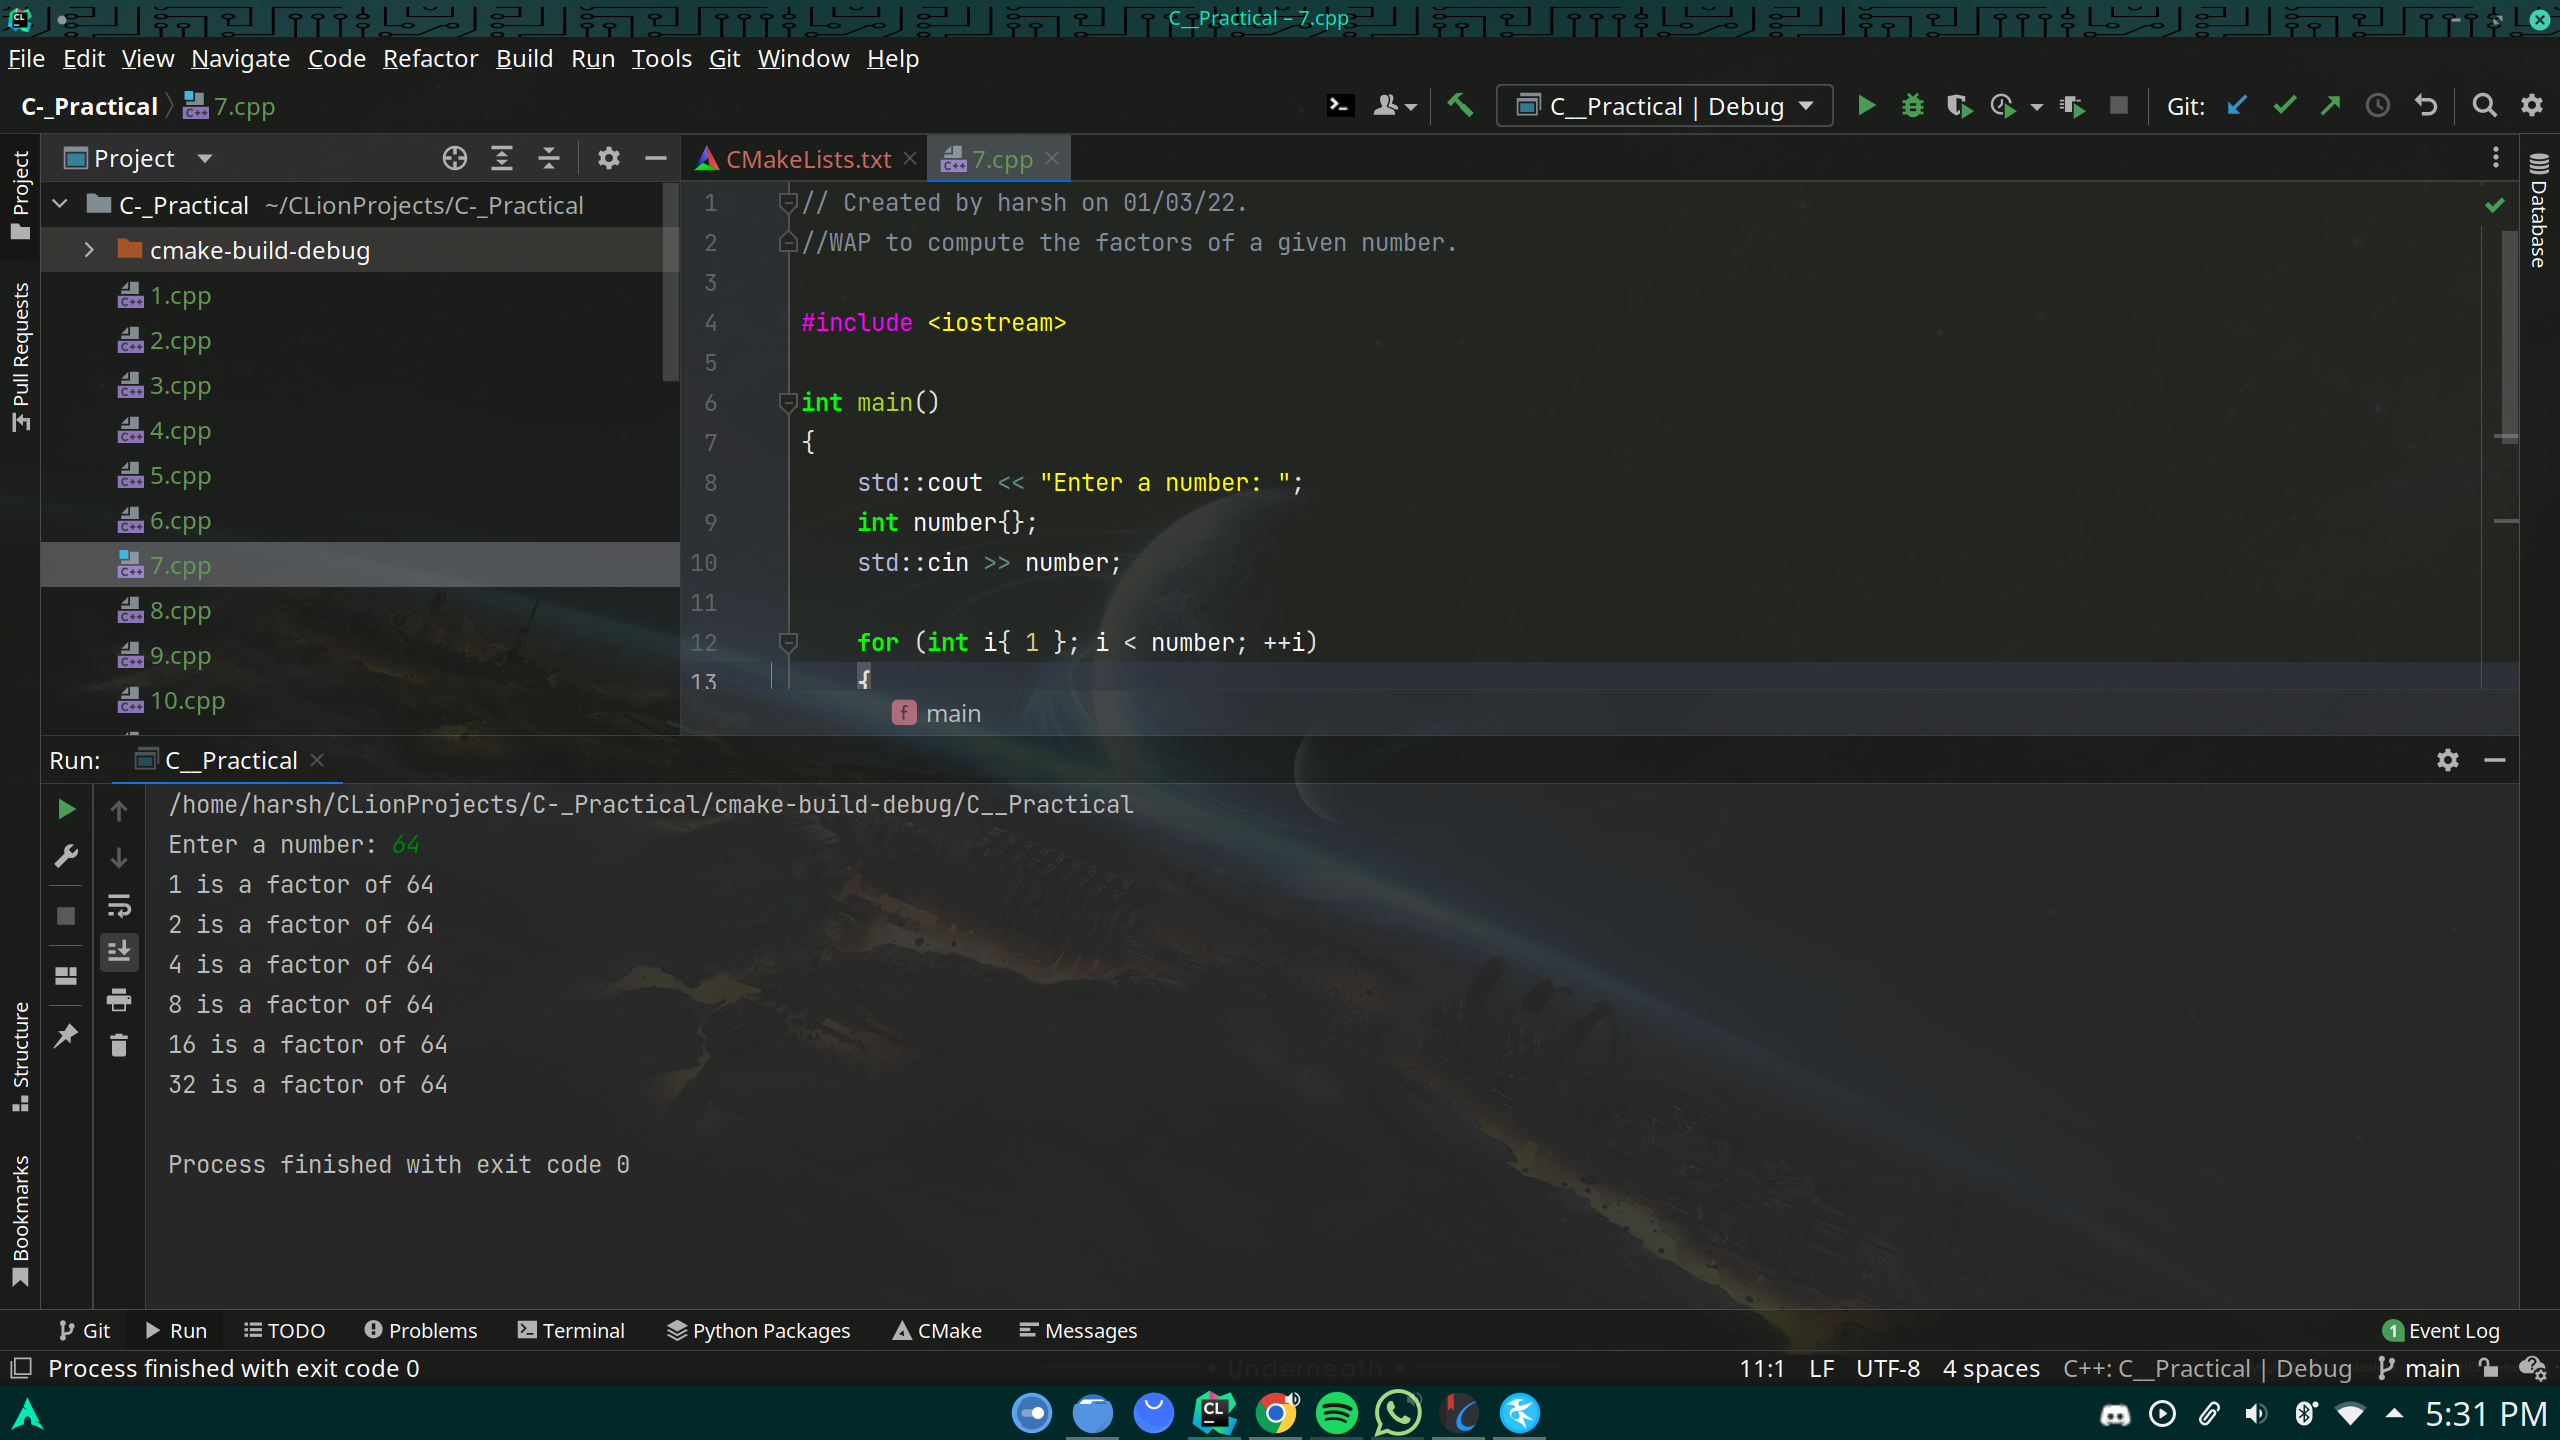 C__Practical – 7.cpp
File Edit View Navigate Code Refactor Build Run Tools Git Window Help
C-_Practical 7.cpp
C__Practical | Debug
Git:
Project
CMakeLists.txt
7.cpp
Project
Pull Requests
Structure
Bookmarks
Database
C-_Practical ~/CLionProjects/C-_Practical
cmake-build-debug
1.cpp
2.cpp
3.cpp
4.cpp
5.cpp
6.cpp
7.cpp
8.cpp
9.cpp
10.cpp
1 // Created by harsh on 01/03/22.
2 //WAP to compute the factors of a given number.
3
4 #include <iostream>
5
6 int main()
7 {
8 std::cout << "Enter a number: ";
9 int number{};
10 std::cin >> number;
11
12 for (int i{ 1 }; i < number; ++i)
13 {
f main
Run: C__Practical
/home/harsh/CLionProjects/C-_Practical/cmake-build-debug/C__Practical
Enter a number: 64
1 is a factor of 64
2 is a factor of 64
4 is a factor of 64
8 is a factor of 64
16 is a factor of 64
32 is a factor of 64
Process finished with exit code 0
Git Run TODO Problems Terminal Python Packages CMake Messages
1 Event Log
Process finished with exit code 0
Underneath
11:1 LF UTF-8 4 spaces C++: C__Practical | Debug main
CL
5:31 PM